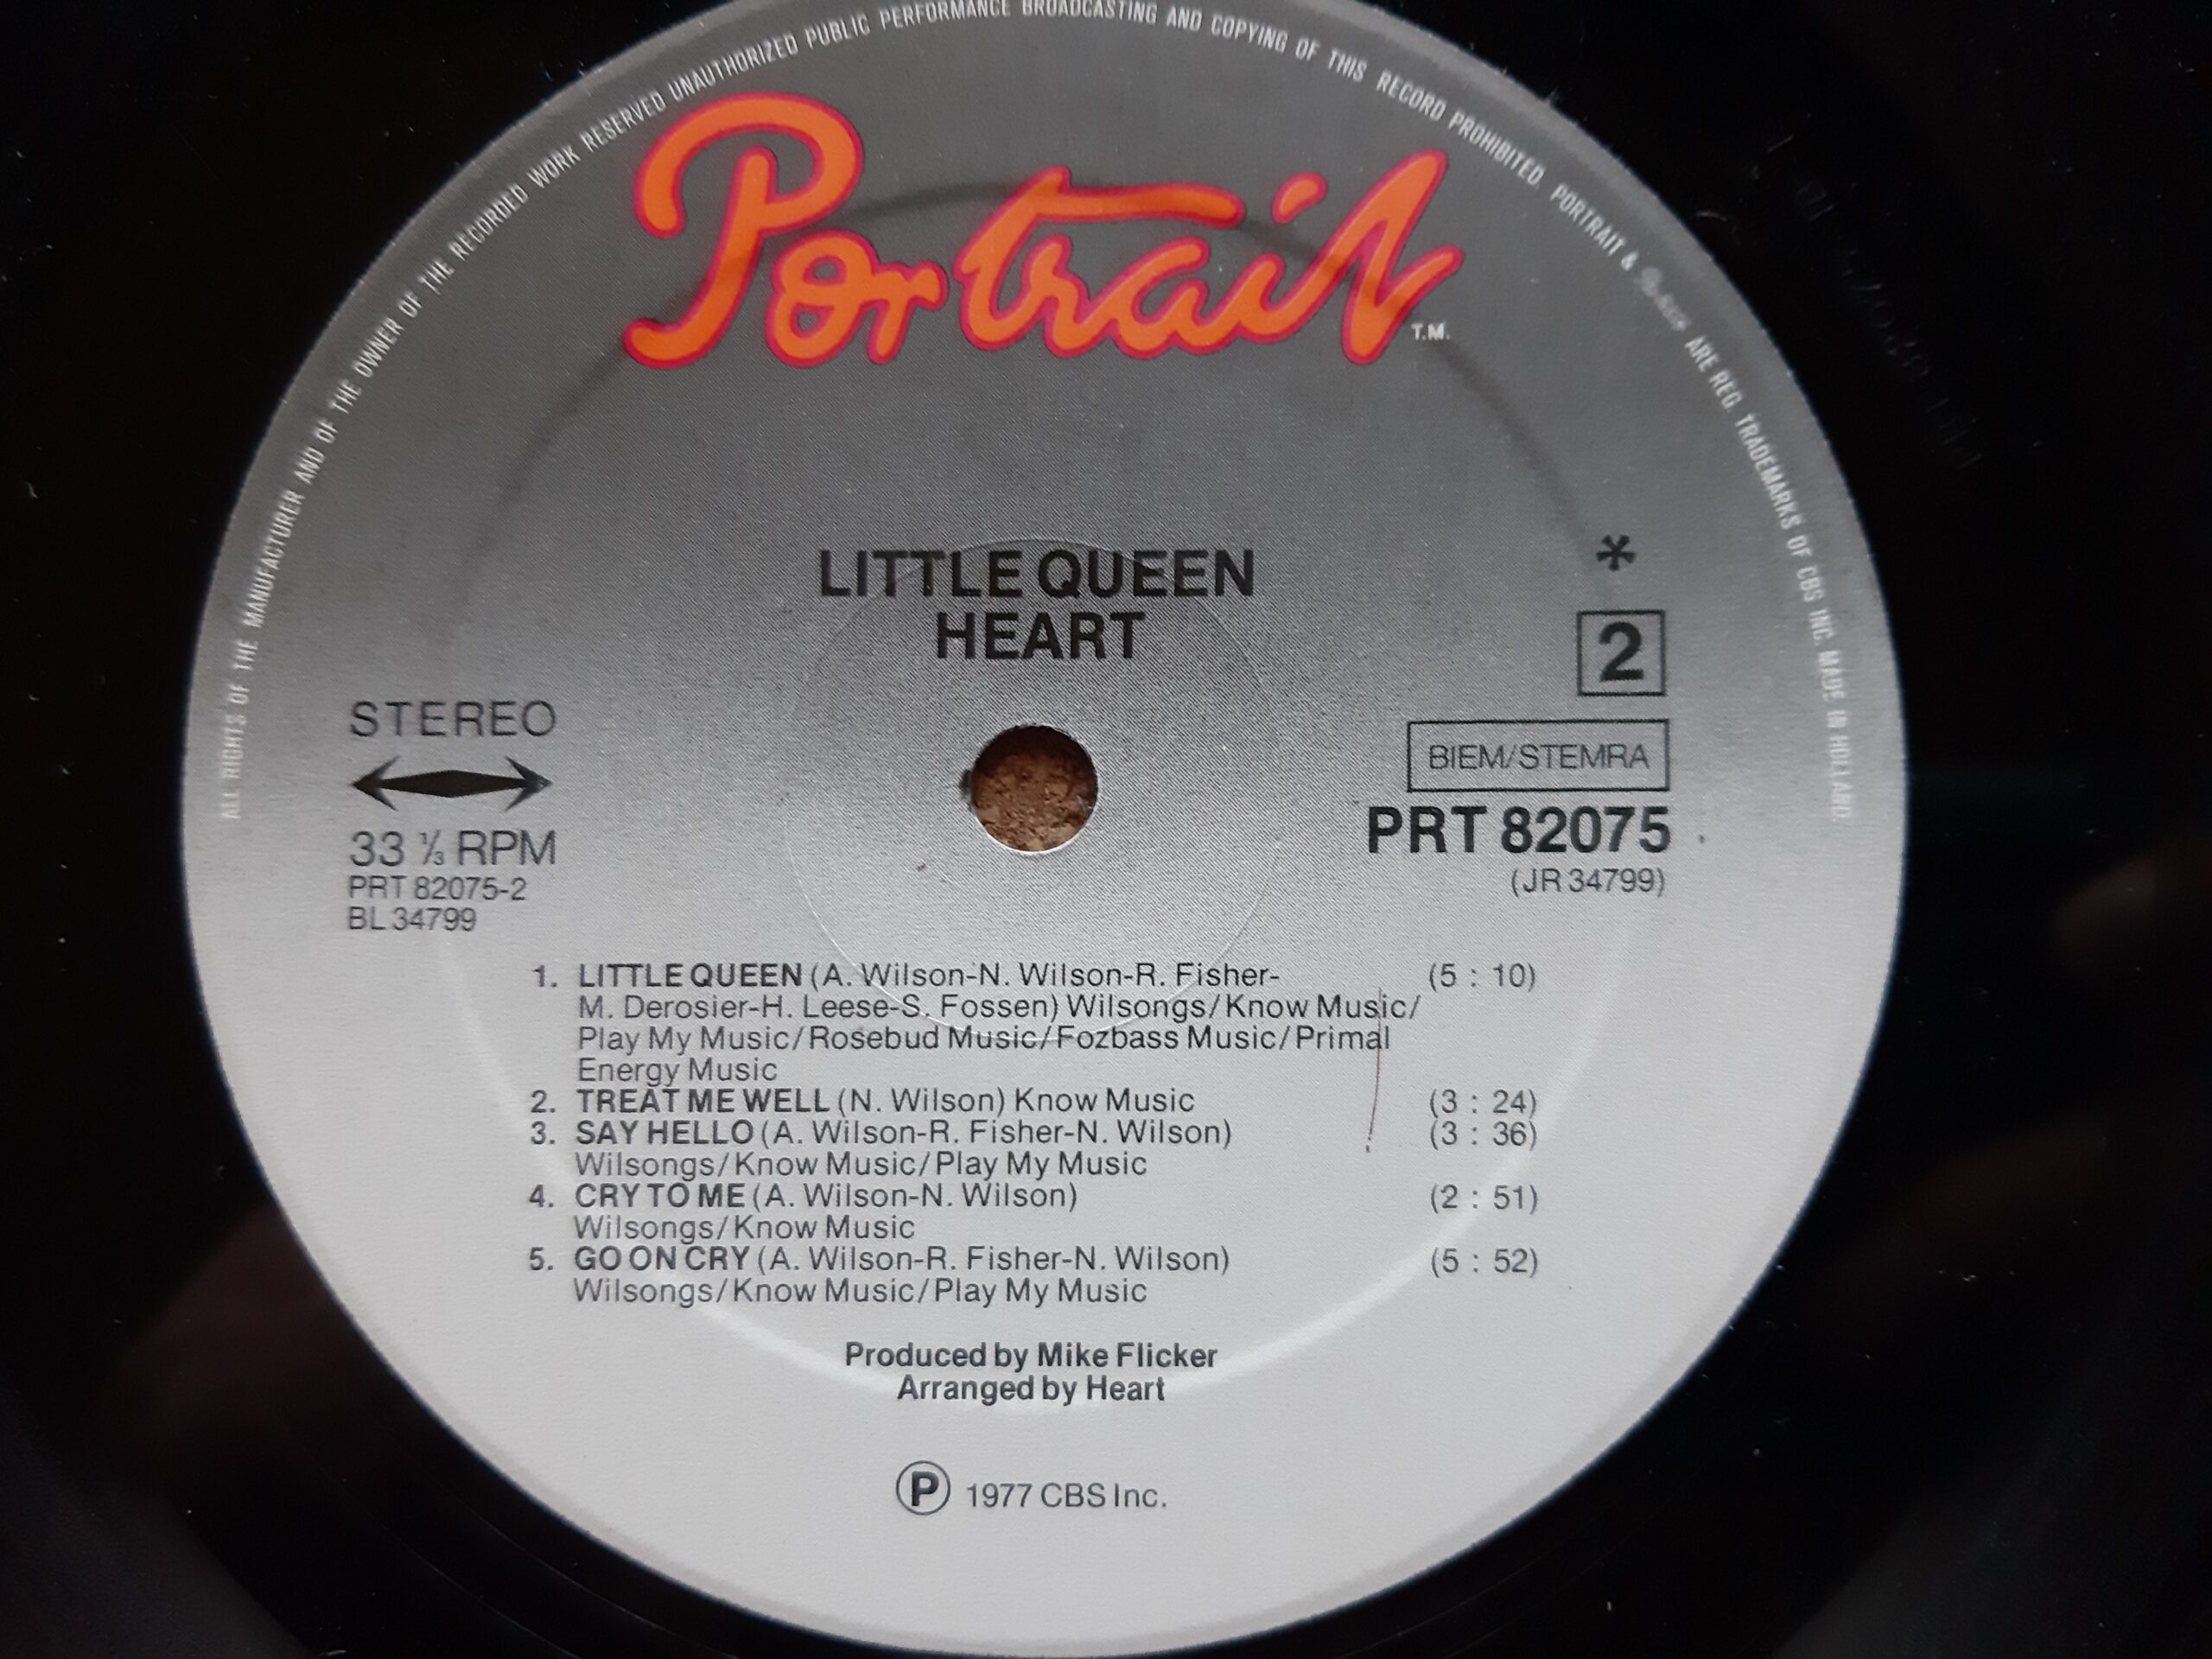 ALL RIGHTS OF THE MANUFACTURER AND OF THE OWNER OF THE RECORDED WORK RESERVED UNAUTHORIZED PUBLIC PERFORMANCE BROADCASTING AND COPYING OF THIS RECORD PROHIBITED. PORTRAIT & Portrait ARE REG. TRADEMARKS OF CBS INC. MADE IN HOLLAND.
Portrait T.M.
LITTLE QUEEN
HEART
*
2
STEREO
BIEM/STEMRA
33 ⅓ RPM
PRT 82075
PRT 82075-2
(JR 34799)
BL 34799
1. LITTLE QUEEN (A. Wilson-N. Wilson-R. Fisher- (5 : 10)
M. Derosier-H. Leese-S. Fossen) Wilsongs/Know Music/
Play My Music/Rosebud Music/Fozbass Music/Primal
Energy Music
2. TREAT ME WELL (N. Wilson) Know Music (3 : 24)
3. SAY HELLO (A. Wilson-R. Fisher-N. Wilson) (3 : 36)
Wilsongs/Know Music/Play My Music
4. CRY TO ME (A. Wilson-N. Wilson) (2 : 51)
Wilsongs/Know Music
5. GO ON CRY (A. Wilson-R. Fisher-N. Wilson) (5 : 52)
Wilsongs/Know Music/Play My Music
Produced by Mike Flicker
Arranged by Heart
Ⓟ 1977 CBS Inc.